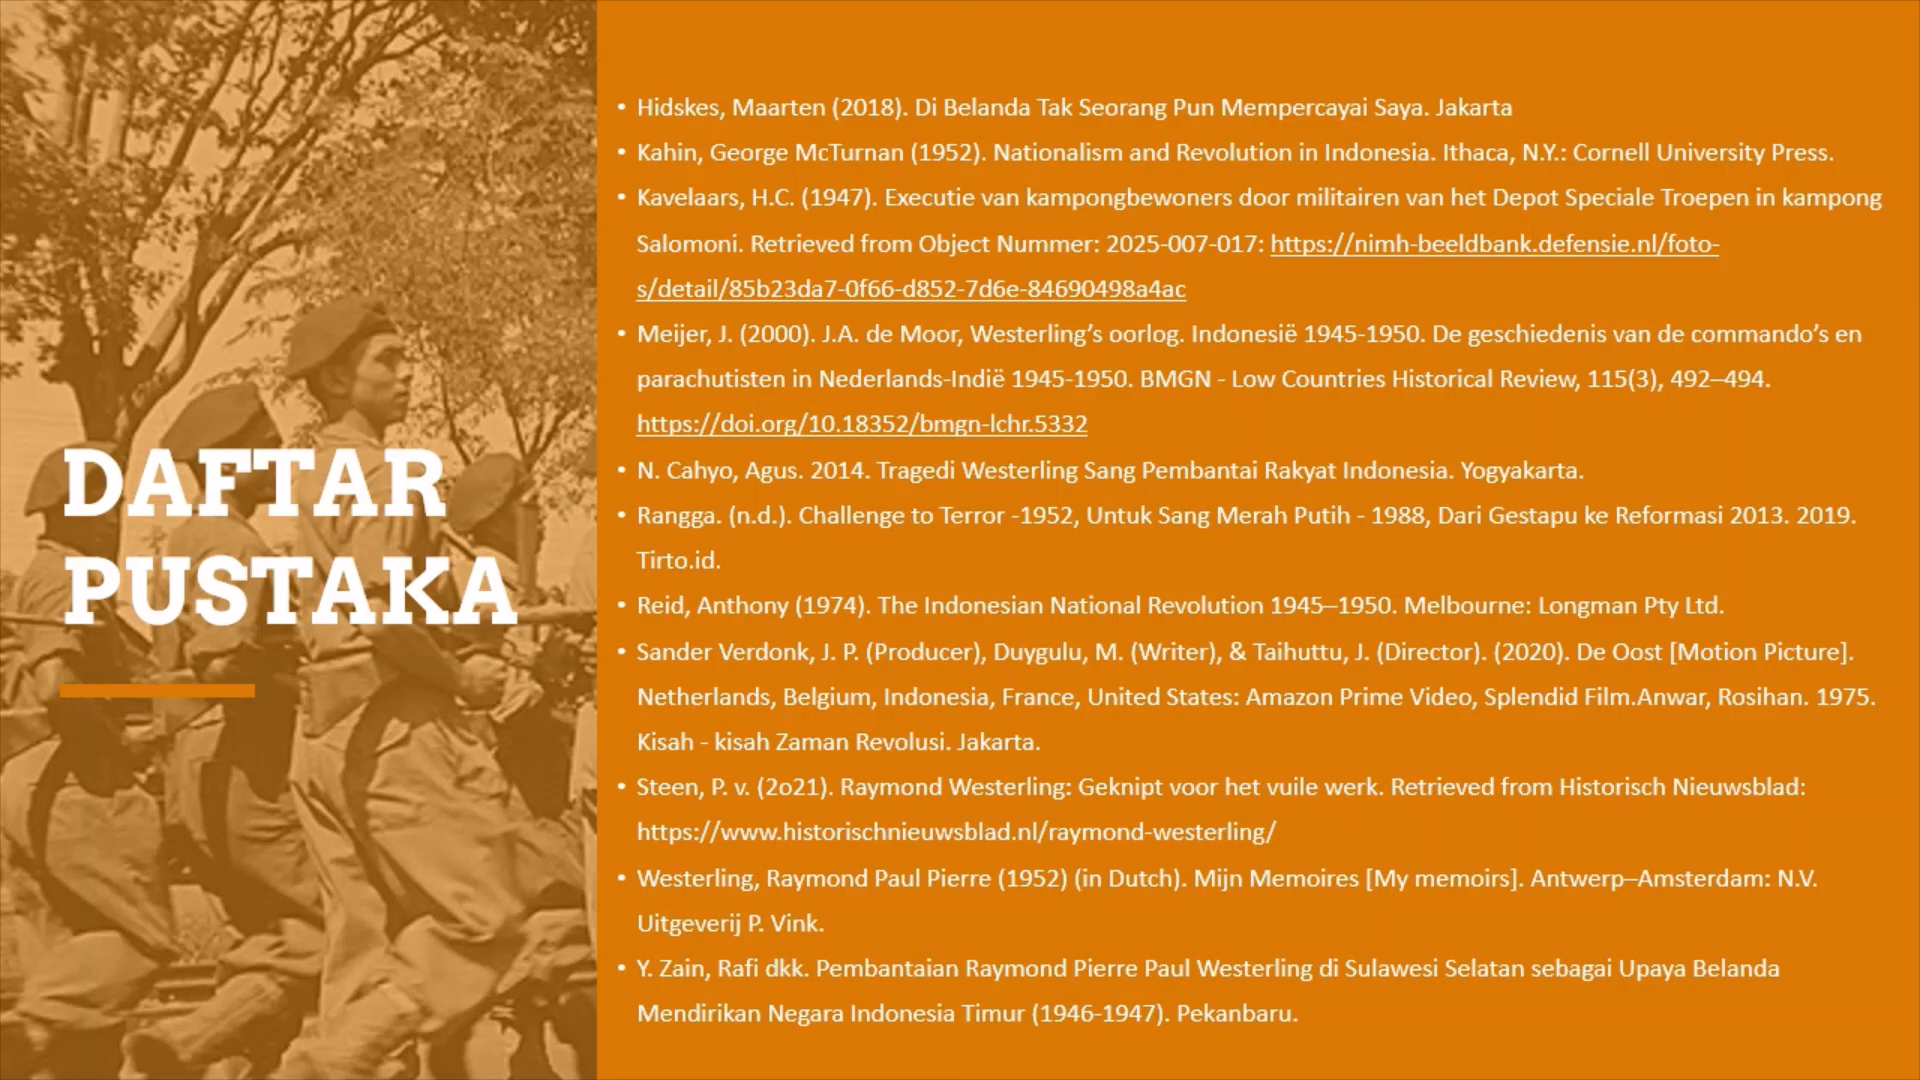 DAFTAR
PUSTAKA
• Hidskes, Maarten (2018). Di Belanda Tak Seorang Pun Mempercayai Saya. Jakarta
• Kahin, George McTurnan (1952). Nationalism and Revolution in Indonesia. Ithaca, N.Y.: Cornell University Press.
• Kavelaars, H.C. (1947). Executie van kampongbewoners door militairen van het Depot Speciale Troepen in kampong
Salomoni. Retrieved from Object Nummer: 2025-007-017: https://nimh-beeldbank.defensie.nl/foto-
s/detail/85b23da7-0f66-d852-7d6e-84690498a4ac
• Meijer, J. (2000). J.A. de Moor, Westerling’s oorlog. Indonesië 1945-1950. De geschiedenis van de commando’s en
parachutisten in Nederlands-Indië 1945-1950. BMGN - Low Countries Historical Review, 115(3), 492–494.
https://doi.org/10.18352/bmgn-lchr.5332
• N. Cahyo, Agus. 2014. Tragedi Westerling Sang Pembantai Rakyat Indonesia. Yogyakarta.
• Rangga. (n.d.). Challenge to Terror -1952, Untuk Sang Merah Putih - 1988, Dari Gestapu ke Reformasi 2013. 2019.
Tirto.id.
• Reid, Anthony (1974). The Indonesian National Revolution 1945–1950. Melbourne: Longman Pty Ltd.
• Sander Verdonk, J. P. (Producer), Duygulu, M. (Writer), & Taihuttu, J. (Director). (2020). De Oost [Motion Picture].
Netherlands, Belgium, Indonesia, France, United States: Amazon Prime Video, Splendid Film.Anwar, Rosihan. 1975.
Kisah - kisah Zaman Revolusi. Jakarta.
• Steen, P. v. (2o21). Raymond Westerling: Geknipt voor het vuile werk. Retrieved from Historisch Nieuwsblad:
https://www.historischnieuwsblad.nl/raymond-westerling/
• Westerling, Raymond Paul Pierre (1952) (in Dutch). Mijn Memoires [My memoirs]. Antwerp–Amsterdam: N.V.
Uitgeverij P. Vink.
• Y. Zain, Rafi dkk. Pembantaian Raymond Pierre Paul Westerling di Sulawesi Selatan sebagai Upaya Belanda
Mendirikan Negara Indonesia Timur (1946-1947). Pekanbaru.